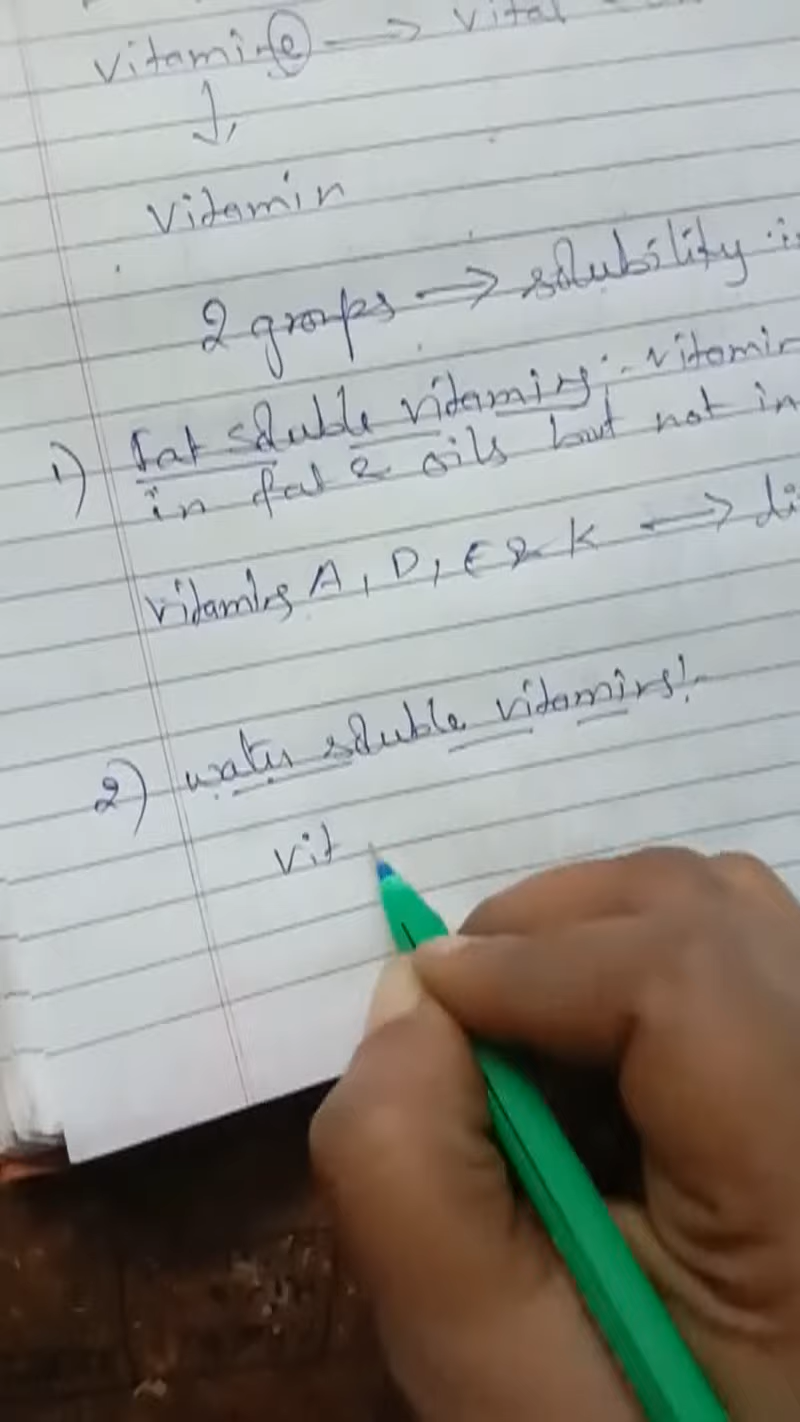 Vitamine → Vital
↓
Vitamin
2 groups → solubility
1) Fat soluble vitamins:- vitamin
in fat & oils but not in
vitamins A, D, E & K →
2) water soluble vitamins:-
vit